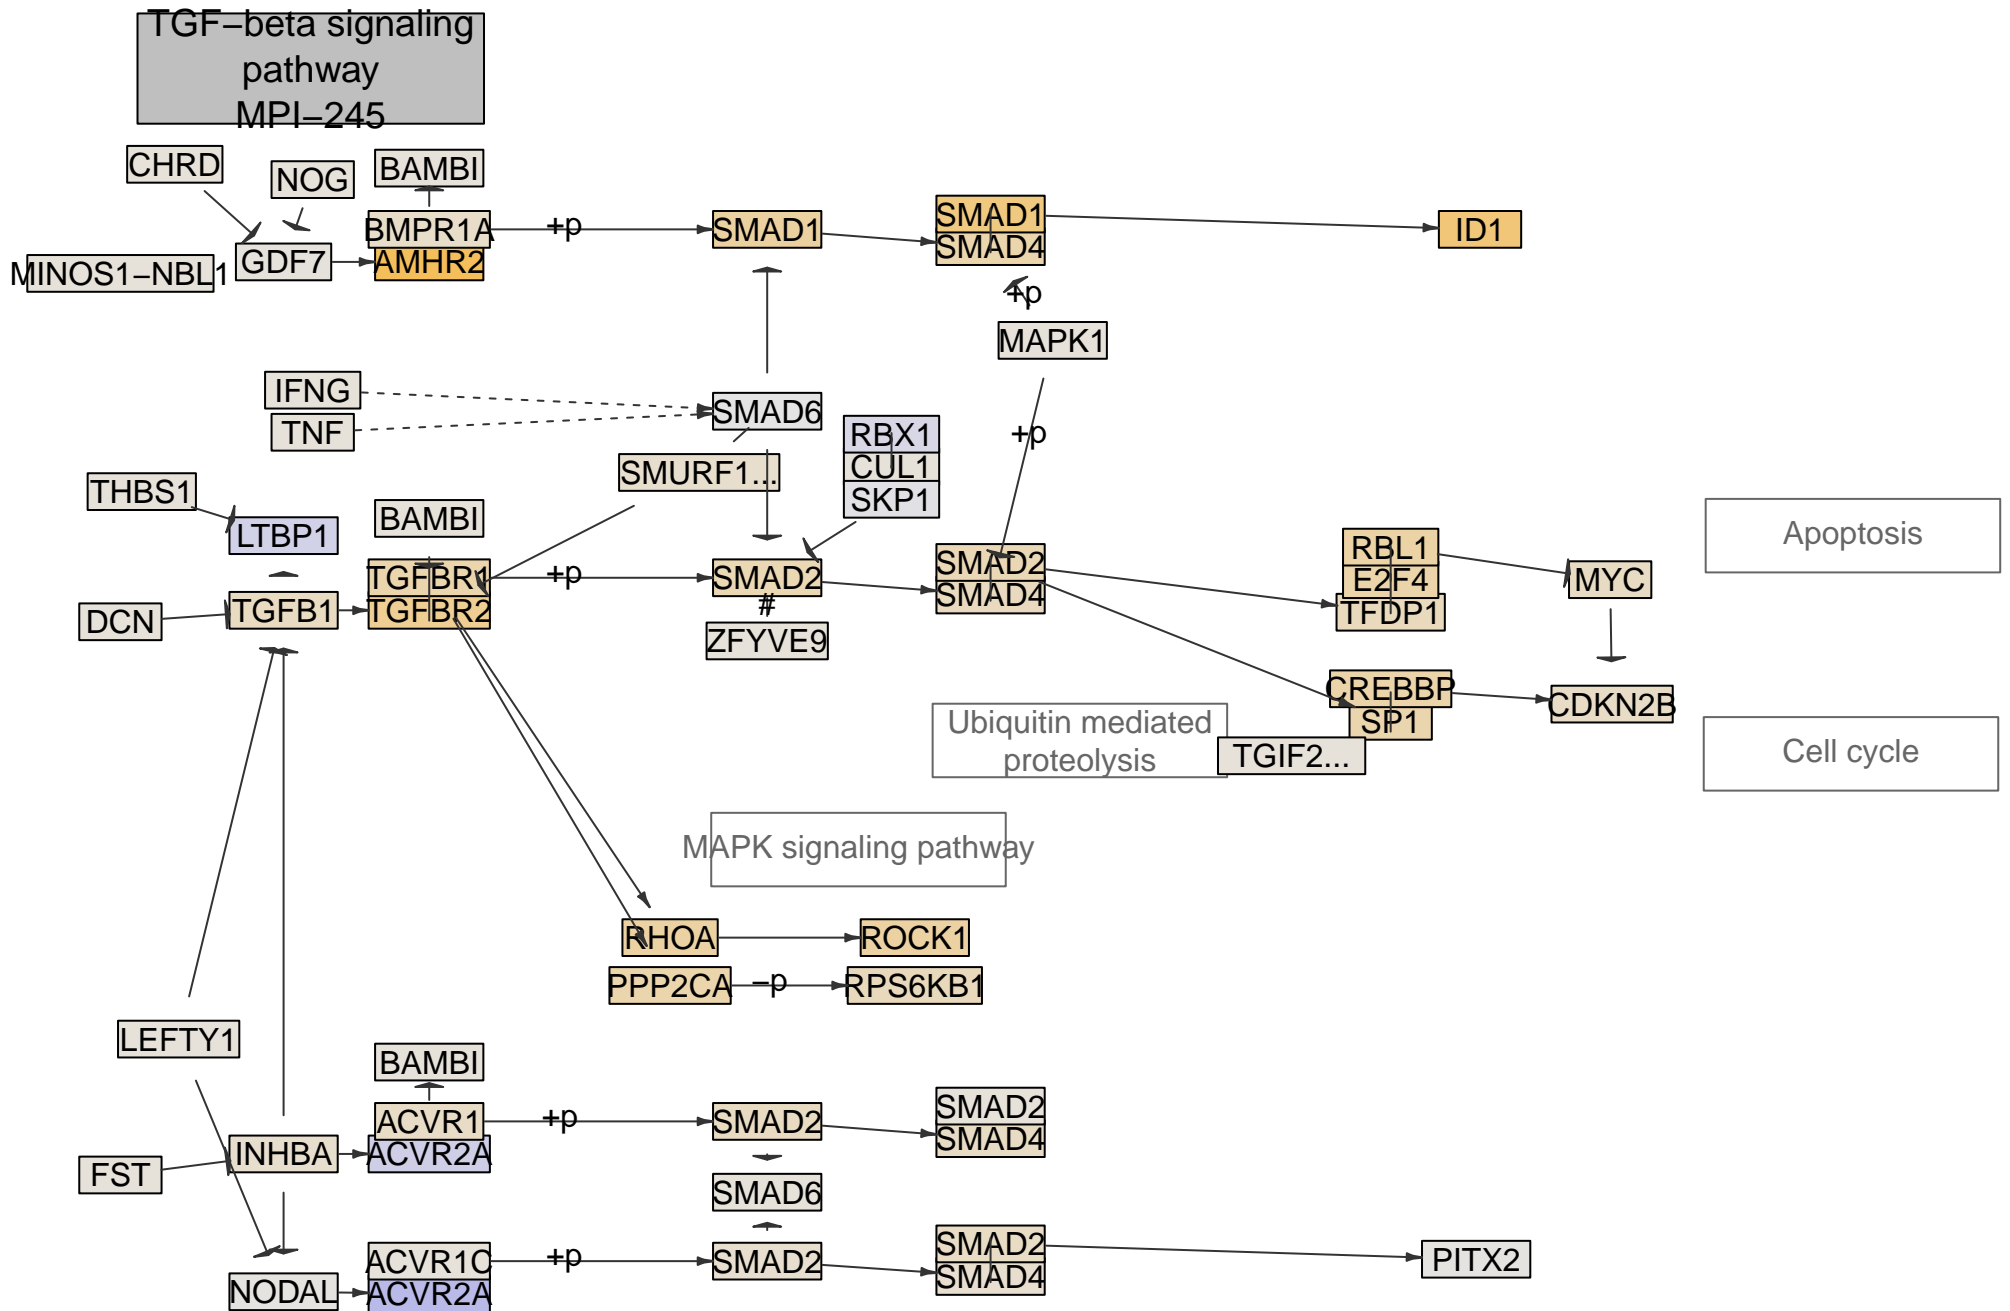 TGF−beta signaling
pathway
MPI−245
CHRD
NOG
BAMBI
BMPR1A
+p
SMAD1
SMAD1
SMAD4
ID1
MINOS1−NBL1
GDF7
AMHR2
+p
MAPK1
IFNG
TNF
SMAD6
RBX1
CUL1
SKP1
+p
SMURF1...
THBS1
LTBP1
BAMBI
TGFBR1
TGFBR2
+p
SMAD2
#
ZFYVE9
SMAD2
SMAD4
RBL1
E2F4
TFDP1
MYC
Apoptosis
DCN
TGFB1
CREBBP
SP1
CDKN2B
Ubiquitin mediated
proteolysis
TGIF2...
Cell cycle
MAPK signaling pathway
RHOA
ROCK1
PPP2CA
−p
RPS6KB1
LEFTY1
BAMBI
ACVR1
ACVR2A
+p
SMAD2
SMAD2
SMAD4
FST
INHBA
SMAD6
ACVR1C
ACVR2A
+p
SMAD2
SMAD2
SMAD4
PITX2
NODAL